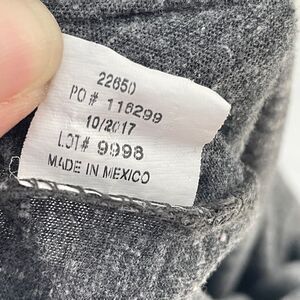 22650
PO # 116299
10/2017
LOT# 9998
MADE IN MEXICO